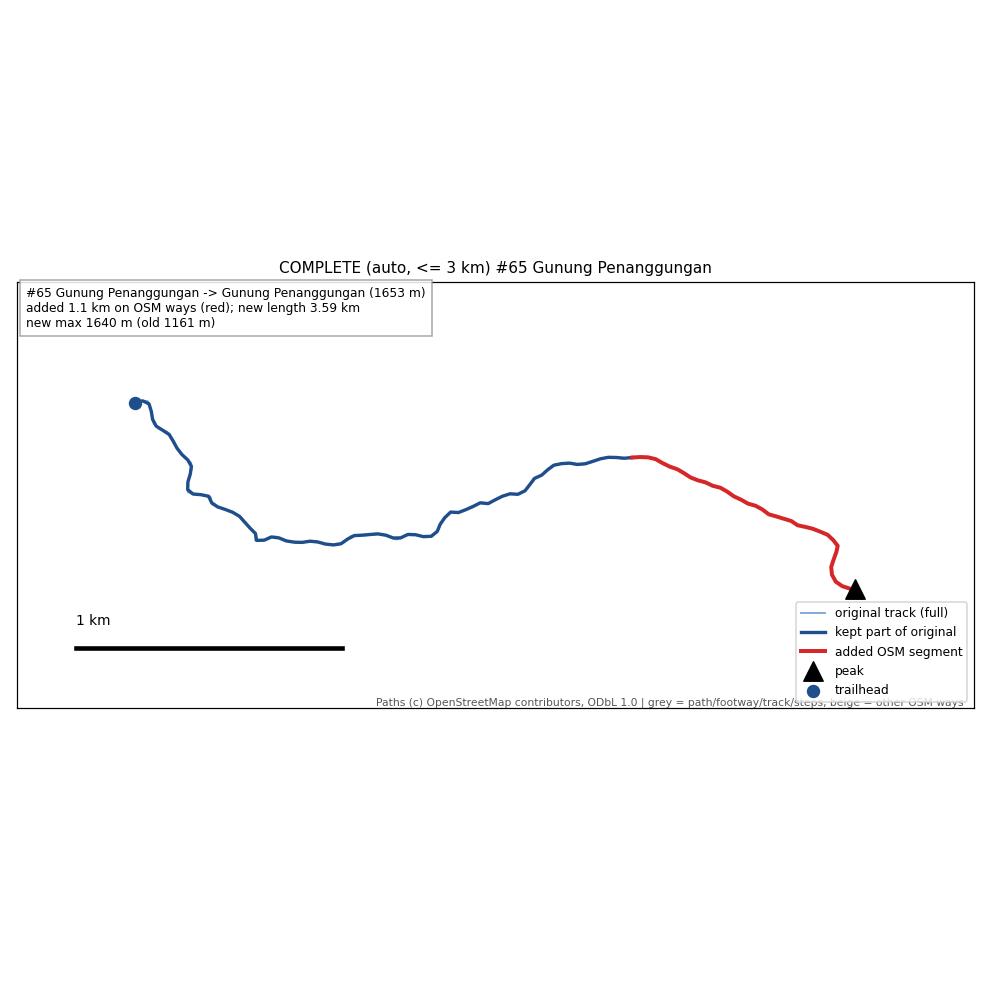 COMPLETE (auto, <= 3 km) #65 Gunung Penanggungan
#65 Gunung Penanggungan -> Gunung Penanggungan (1653 m)
added 1.1 km on OSM ways (red); new length 3.59 km
new max 1640 m (old 1161 m)
1 km
original track (full)
kept part of original
added OSM segment
peak
trailhead
Paths (c) OpenStreetMap contributors, ODbL 1.0 | grey = path/footway/track/steps, beige = other OSM ways